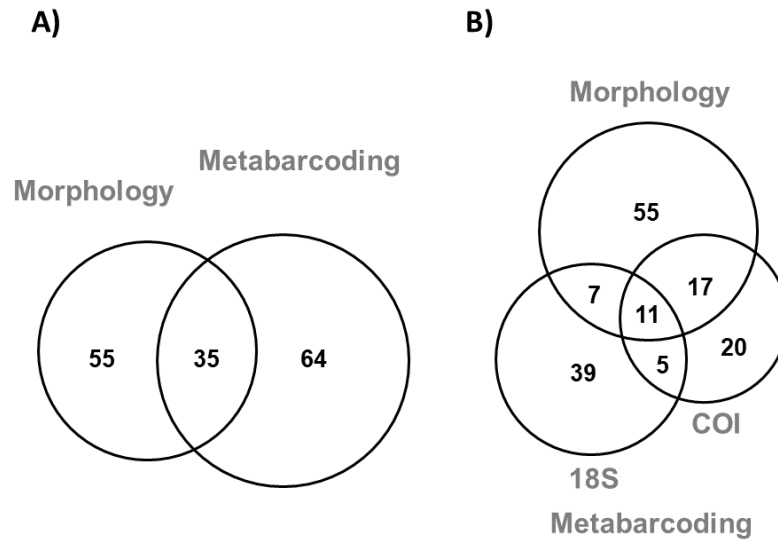 A)
Morphology
Metabarcoding
55
35
64
B)
Morphology
55
7
11
17
39
5
20
COI
18S
Metabarcoding